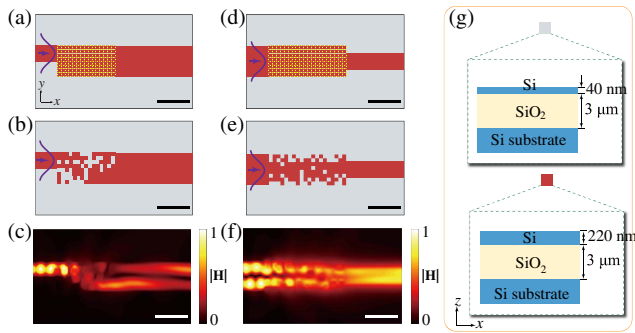 (a)
y
x
(b)
(c)
1
|H|
0
(d)
(e)
(f)
1
|H|
0
(g)
Si
40 nm
SiO₂
3 μm
Si substrate
Si
220 nm
SiO₂
3 μm
Si substrate
z
x